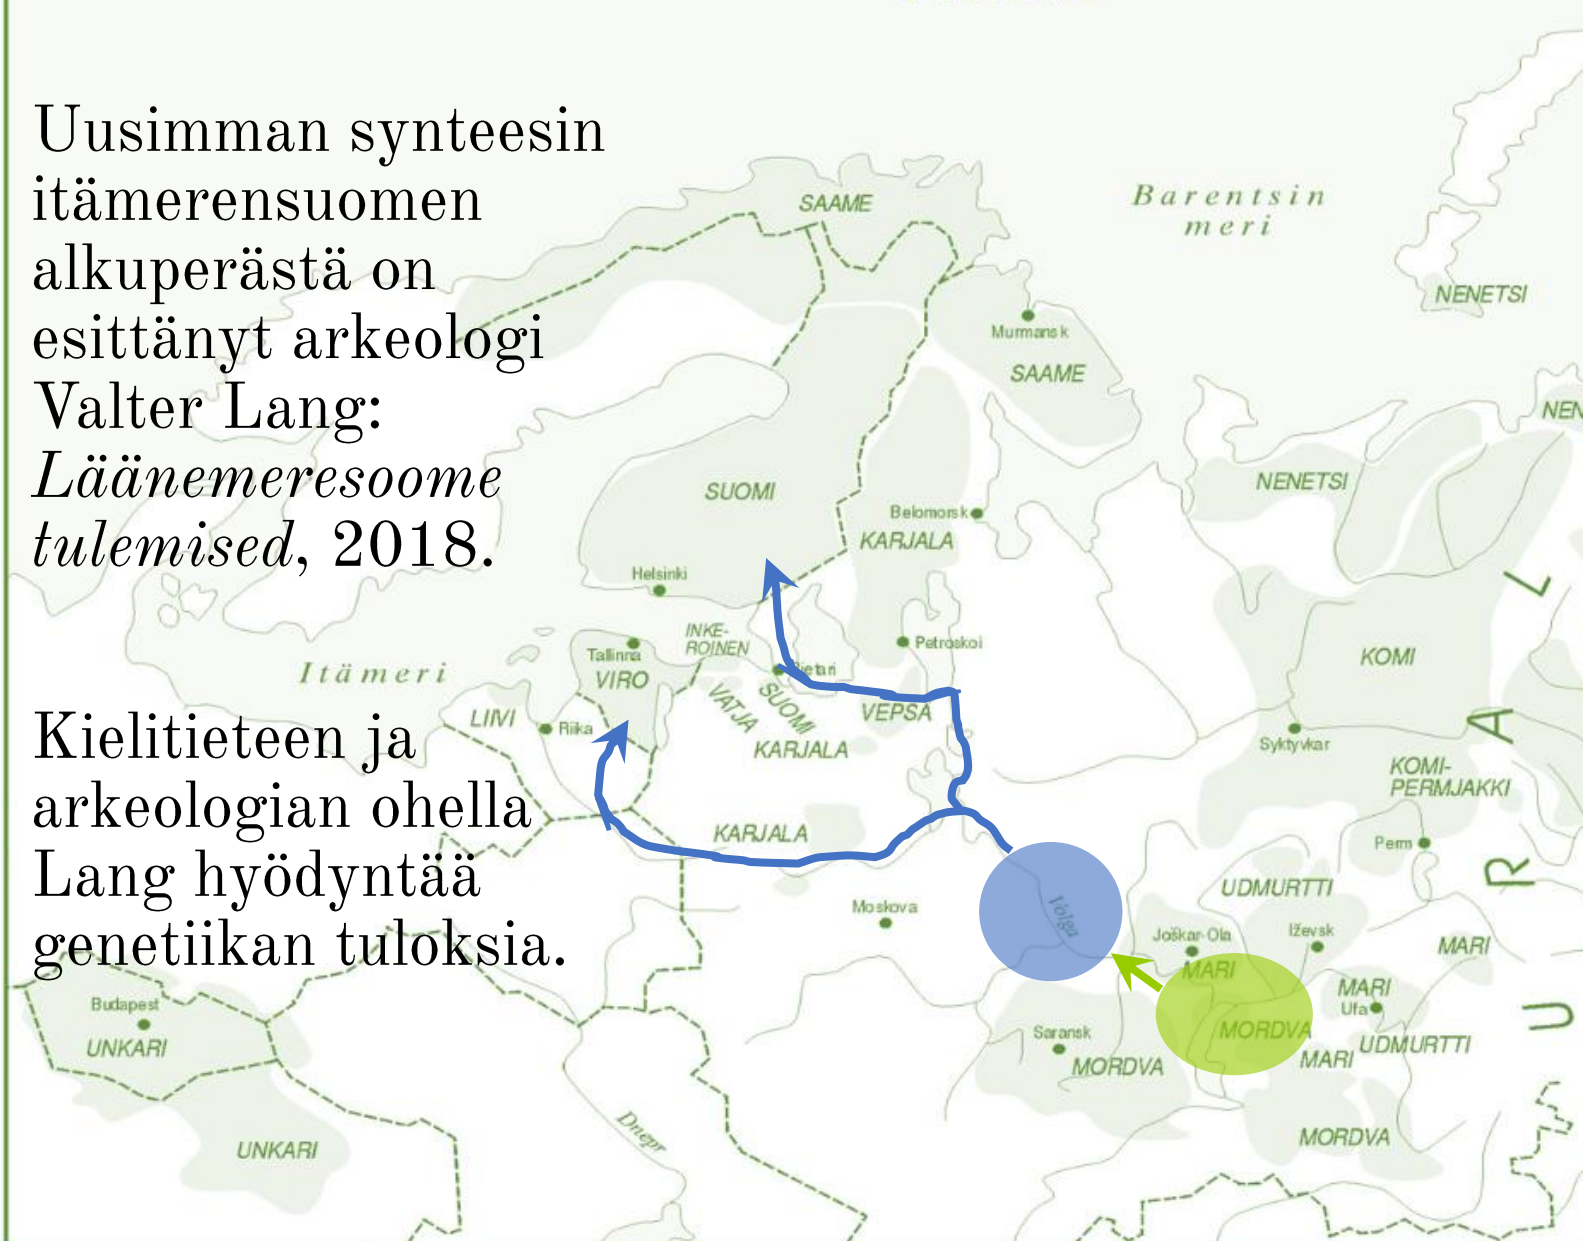 Uusimman synteesin
itämerensuomen
alkuperästä on
esittänyt arkeologi
Valter Lang:
Läänemeresoome
tulemised, 2018.
Kielitieteen ja
arkeologian ohella
Lang hyödyntää
genetiikan tuloksia.
SAAME
Barentsin
meri
NENETSI
Murmansk
SAAME
NEN
NENETSI
SUOMI
Belomorsk
KARJALA
Helsinki
INKE-
ROINEN
Petroskoi
Tallinna
VIRO
Itämeri
Pietari
KOMI
LIIVI
Riika
VATJA
SUOMI
VEPSÄ
KARJALA
Syktyvkar
KOMI-
PERMJAKKI
KARJALA
Perm
UDMURTTI
Moskova
Volga
Joškar-Ola
Iževsk
MARI
MARI
MARI
Ufa
Budapest
UNKARI
Saransk
MORDVA
MORDVA
MARI
UDMURTTI
Dnepr
UNKARI
MORDVA
U R A L